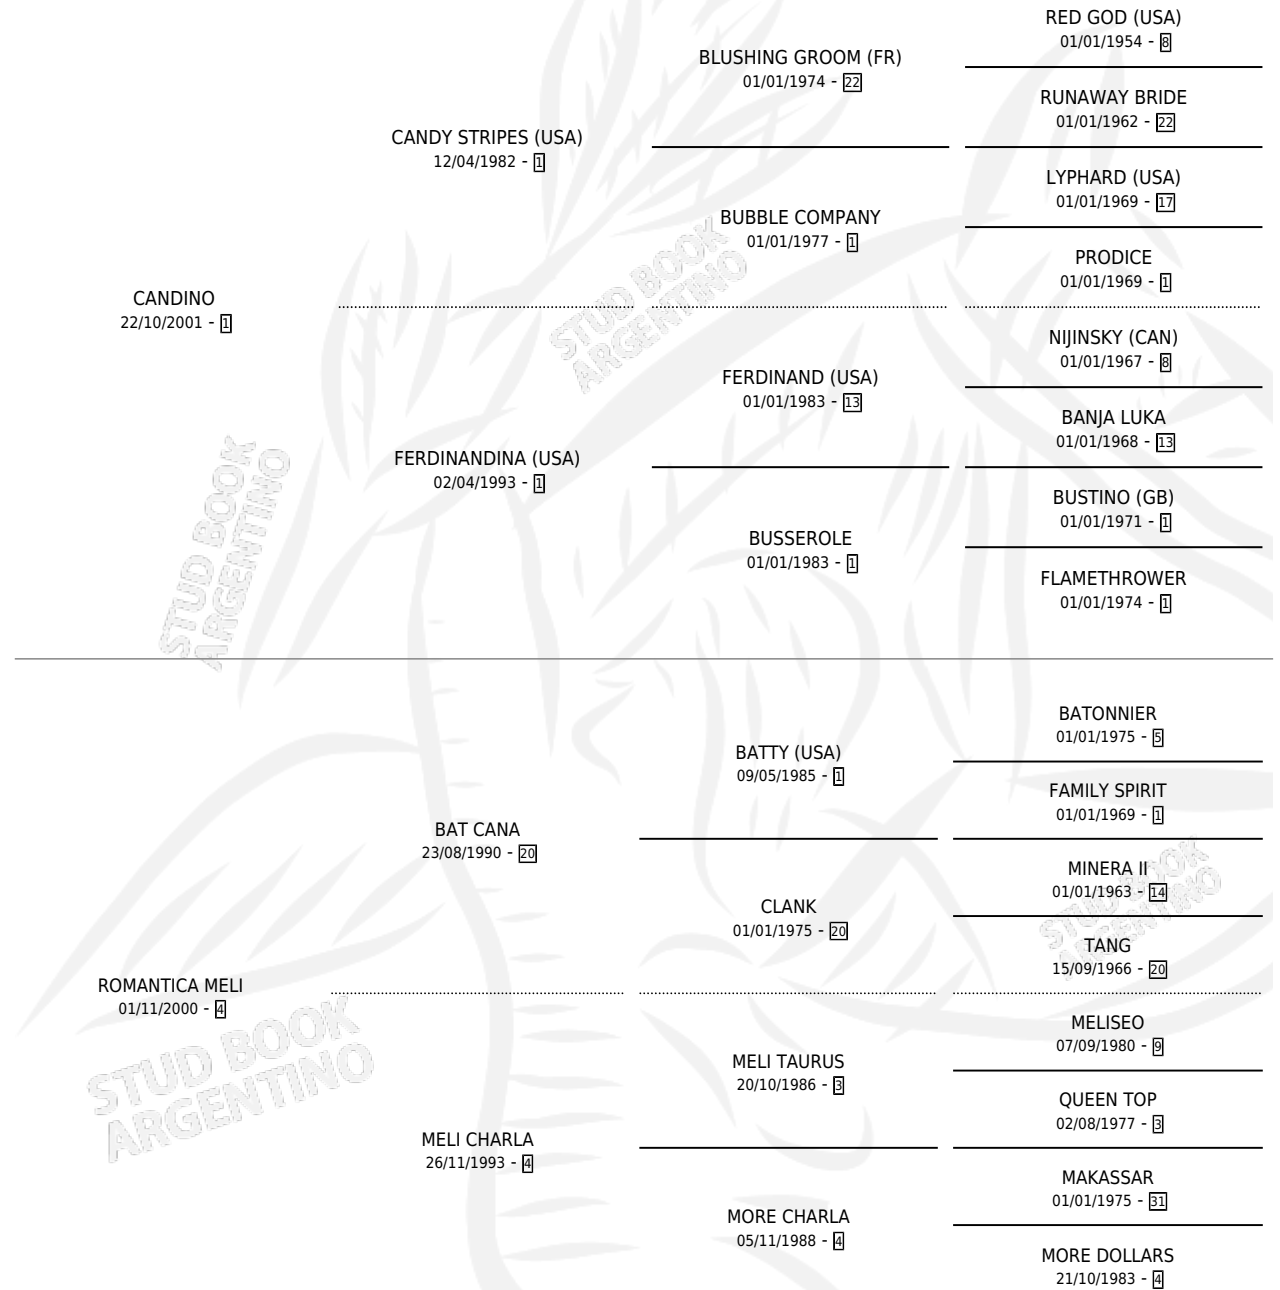 RED GOD (USA)
01/01/1954 - 8
BLUSHING GROOM (FR)
01/01/1974 - 22
RUNAWAY BRIDE
01/01/1962 - 22
CANDY STRIPES (USA)
12/04/1982 - 1
LYPHARD (USA)
01/01/1969 - 17
BUBBLE COMPANY
01/01/1977 - 1
PRODICE
01/01/1969 - 1
CANDINO
22/10/2001 - 1
STUD BOOK
ARGENTINO
NIJINSKY (CAN)
01/01/1967 - 8
FERDINAND (USA)
01/01/1983 - 13
BANJA LUKA
01/01/1968 - 13
FERDINANDINA (USA)
02/04/1993 - 1
BUSTINO (GB)
01/01/1971 - 1
BUSSEROLE
01/01/1983 - 1
FLAMETHROWER
01/01/1974 - 1
STUD BOOK
ARGENTINO
BATONNIER
01/01/1975 - 5
BATTY (USA)
09/05/1985 - 1
FAMILY SPIRIT
01/01/1969 - 1
BAT CANA
23/08/1990 - 20
MINERA II
01/01/1963 - 14
CLANK
01/01/1975 - 20
STUD BOOK
ARGENTINO
TANG
15/09/1966 - 20
ROMANTICA MELI
01/11/2000 - 4
STUD BOOK
ARGENTINO
MELISEO
07/09/1980 - 9
MELI TAURUS
20/10/1986 - 3
QUEEN TOP
02/08/1977 - 3
MELI CHARLA
26/11/1993 - 4
MAKASSAR
01/01/1975 - 31
MORE CHARLA
05/11/1988 - 4
MORE DOLLARS
21/10/1983 - 4